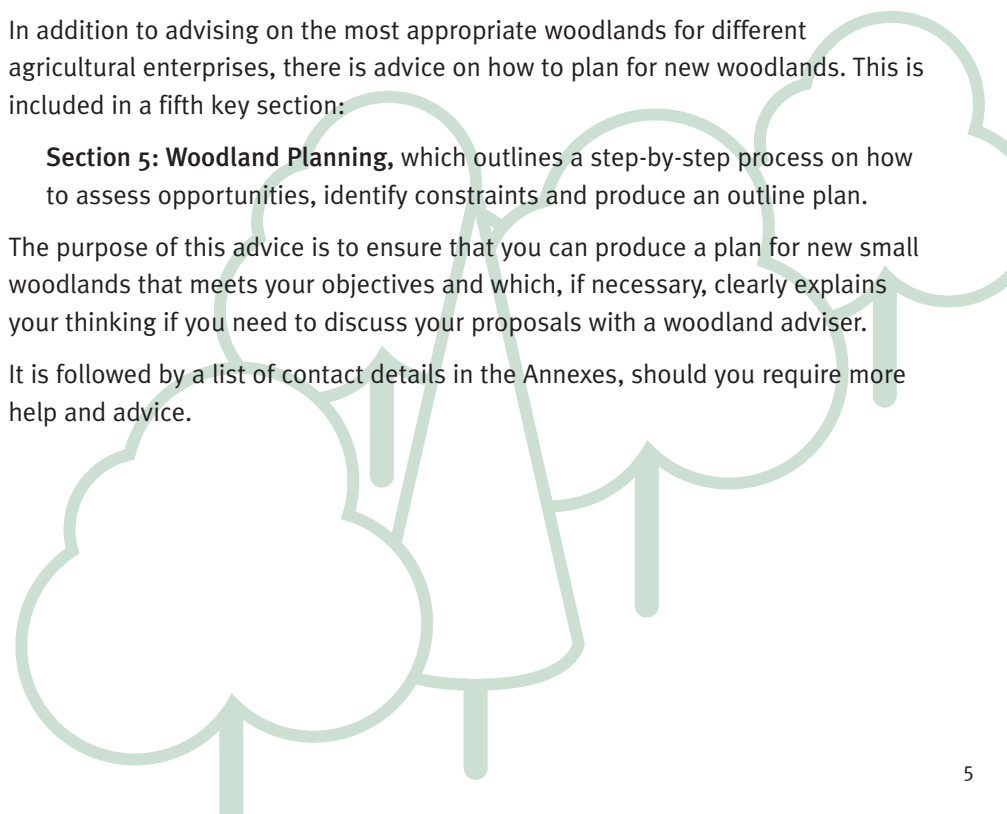 In addition to advising on the most appropriate woodlands for different
agricultural enterprises, there is advice on how to plan for new woodlands. This is
included in a fifth key section:
Section 5: Woodland Planning, which outlines a step-by-step process on how
to assess opportunities, identify constraints and produce an outline plan.
The purpose of this advice is to ensure that you can produce a plan for new small
woodlands that meets your objectives and which, if necessary, clearly explains
your thinking if you need to discuss your proposals with a woodland adviser.
It is followed by a list of contact details in the Annexes, should you require more
help and advice.
5